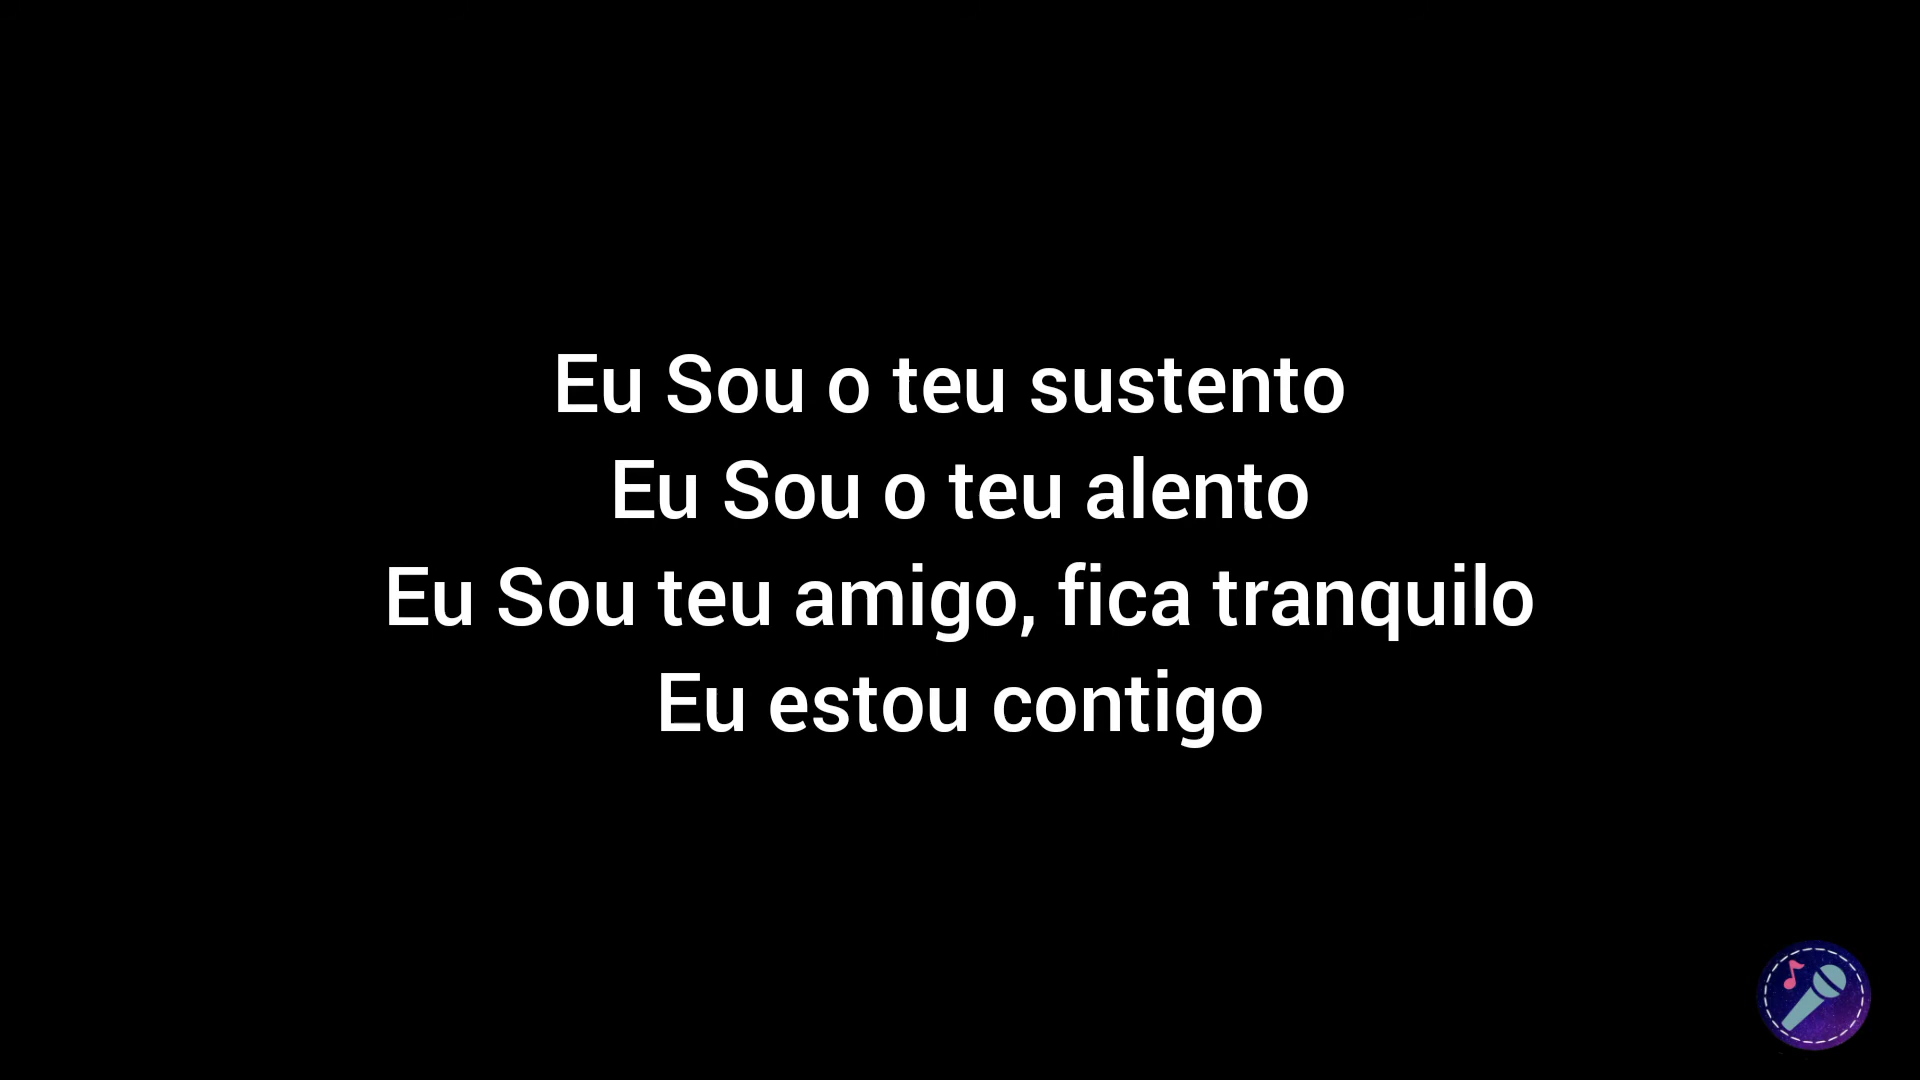 Eu Sou o teu sustento
Eu Sou o teu alento
Eu Sou teu amigo, fica tranquilo
Eu estou contigo